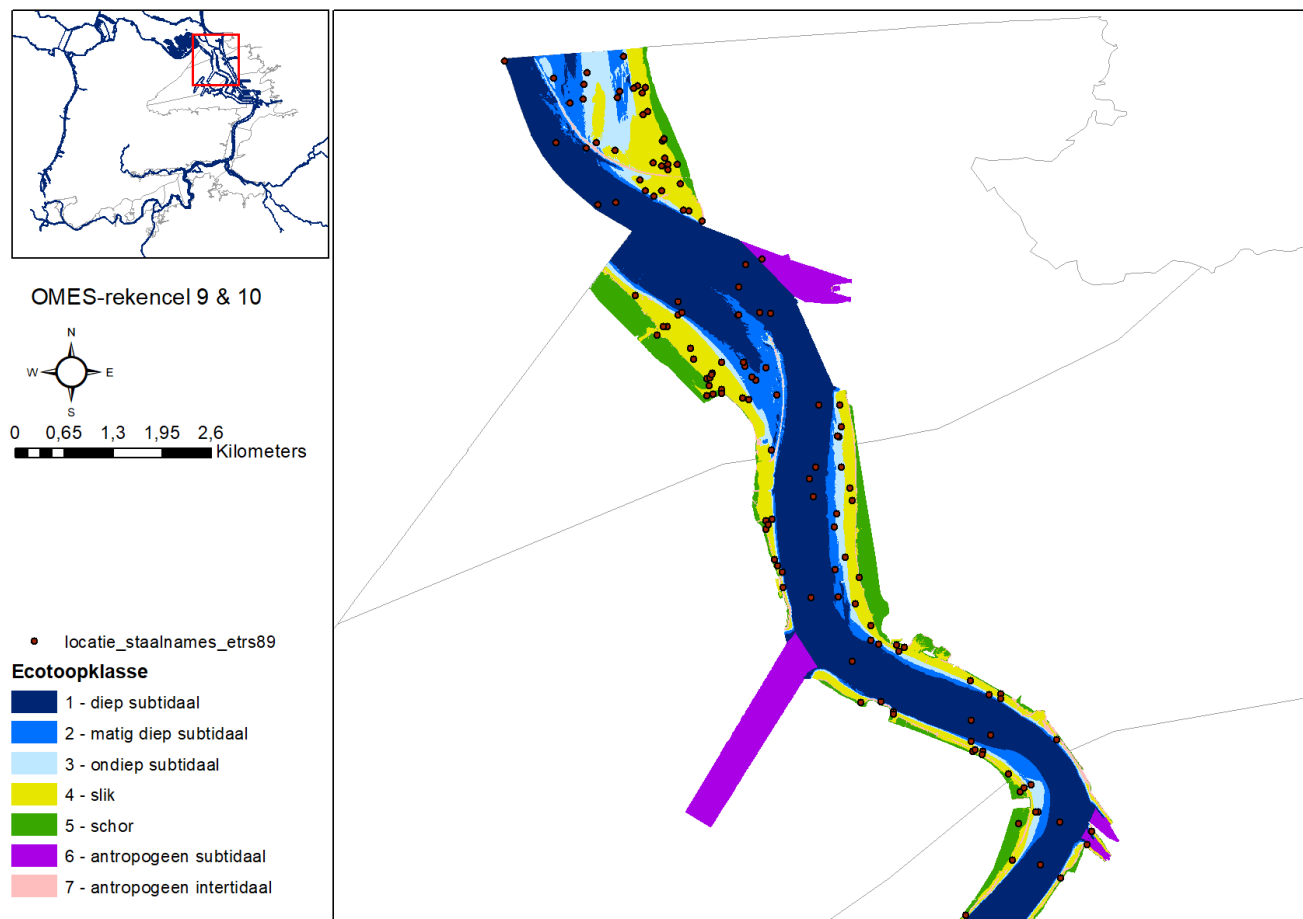 OMES-rekencel 9 & 10
N
W E
S
0 0,65 1,3 1,95 2,6
Kilometers
locatie_staalnames_etrs89
Ecotoopklasse
1 - diep subtidaal
2 - matig diep subtidaal
3 - ondiep subtidaal
4 - slik
5 - schor
6 - antropogeen subtidaal
7 - antropogeen intertidaal